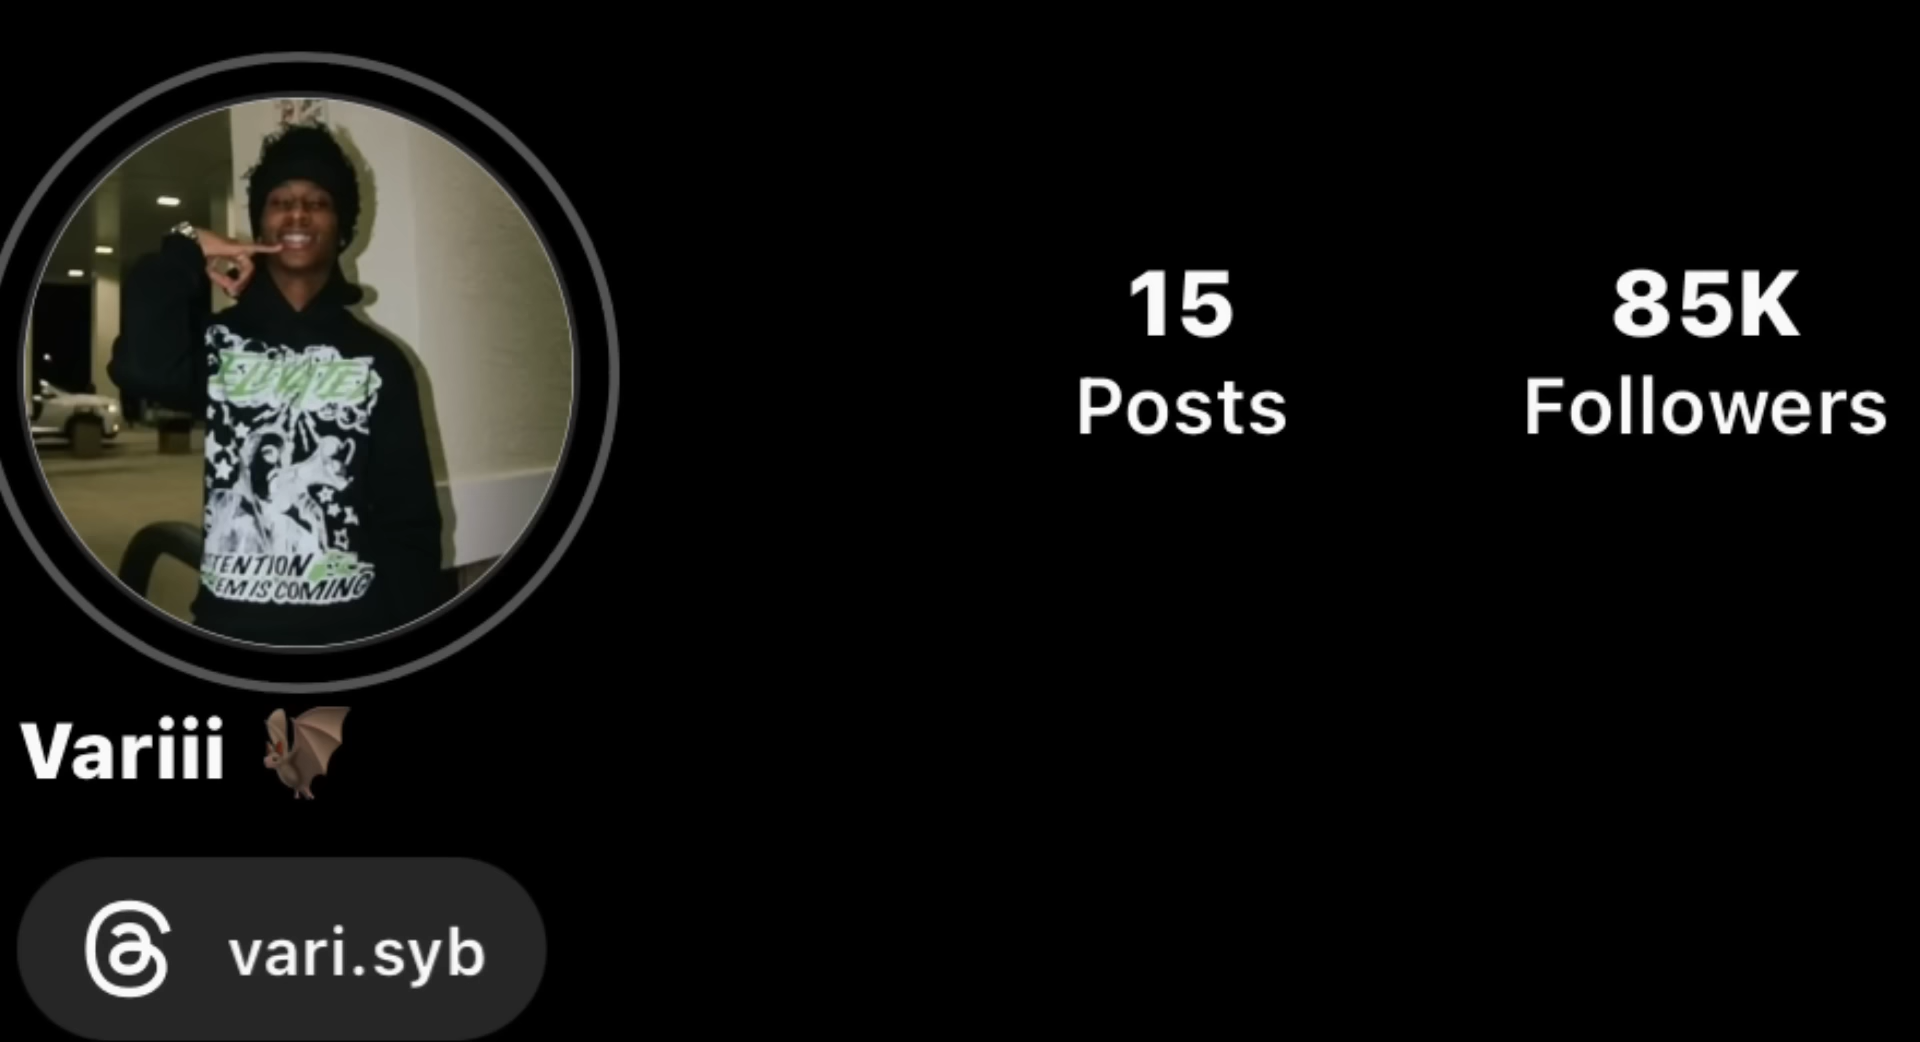 ELEVATE
TENTION
EM IS COMING
15
Posts
85K
Followers
Variii 🦇
vari.syb